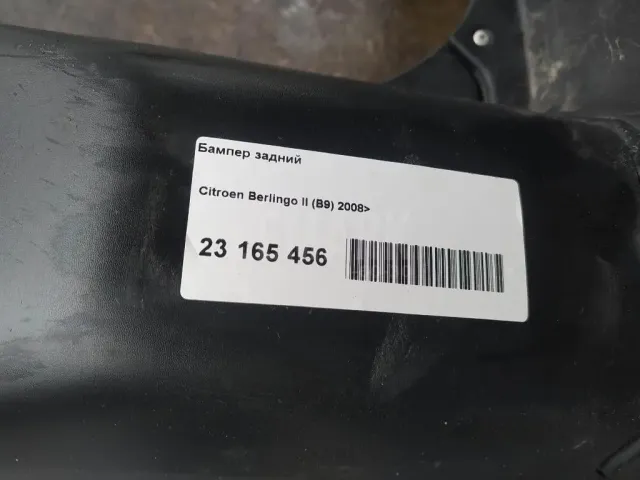 Бампер задний
Citroen Berlingo II (B9) 2008>
23 165 456